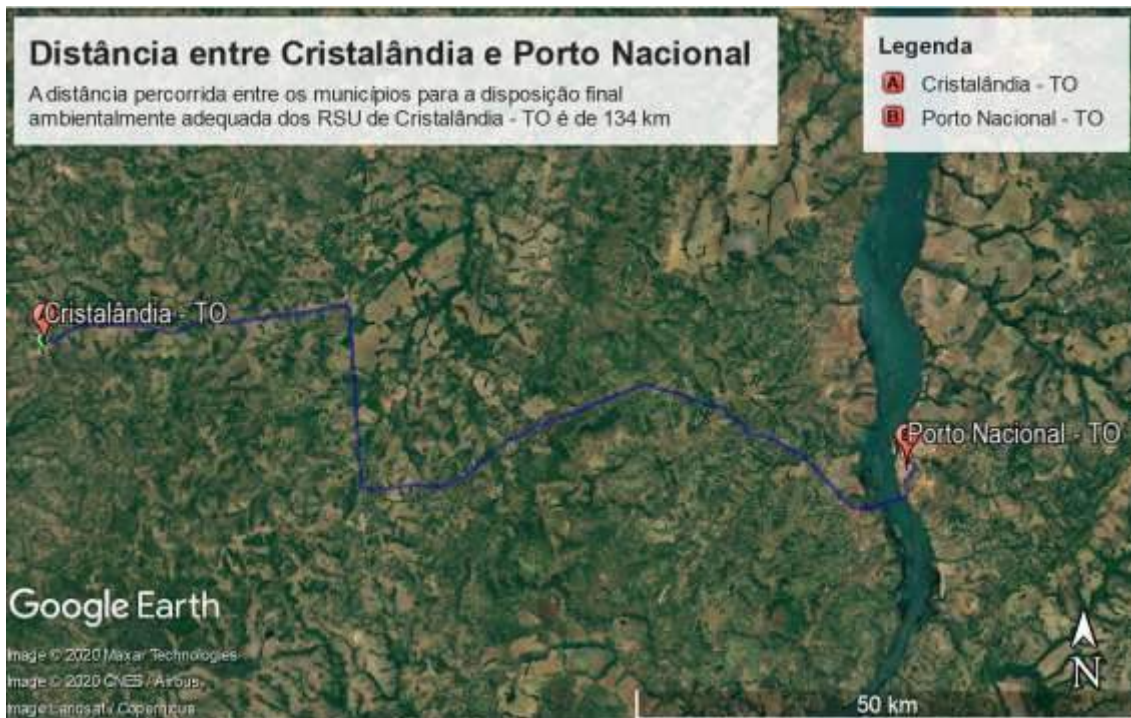 Distância entre Cristalândia e Porto Nacional
A distância percorrida entre os municípios para a disposição final
ambientalmente adequada dos RSU de Cristalândia - TO é de 134 km
Legenda
A Cristalândia - TO
B Porto Nacional - TO
Cristalândia - TO
Porto Nacional - TO
Google Earth
Image © 2020 Maxar Technologies
Image © 2020 CNES / Airbus
Image Landsat / Copernicus
N
50 km